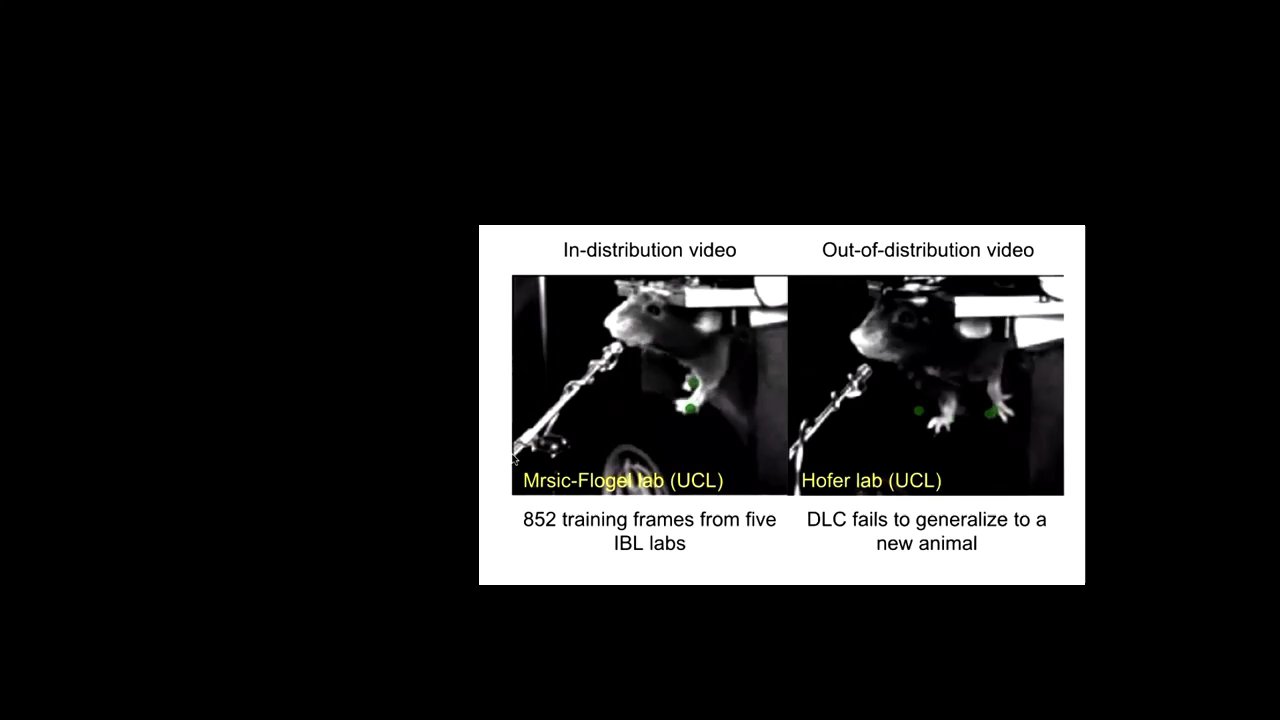 In-distribution video
Out-of-distribution video
Mrsic-Flogel lab (UCL)
Hofer lab (UCL)
852 training frames from five
IBL labs
DLC fails to generalize to a
new animal